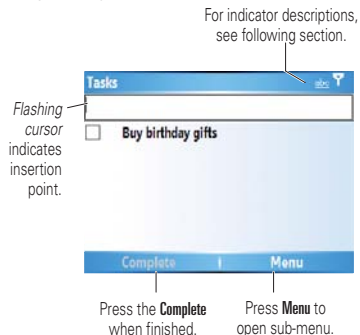 For indicator descriptions,
see following section.
Tasks
abc
Flashing
cursor
indicates
insertion
point.
Buy birthday gifts
Complete
Menu
Press the Complete
when finished.
Press Menu to
open sub-menu.